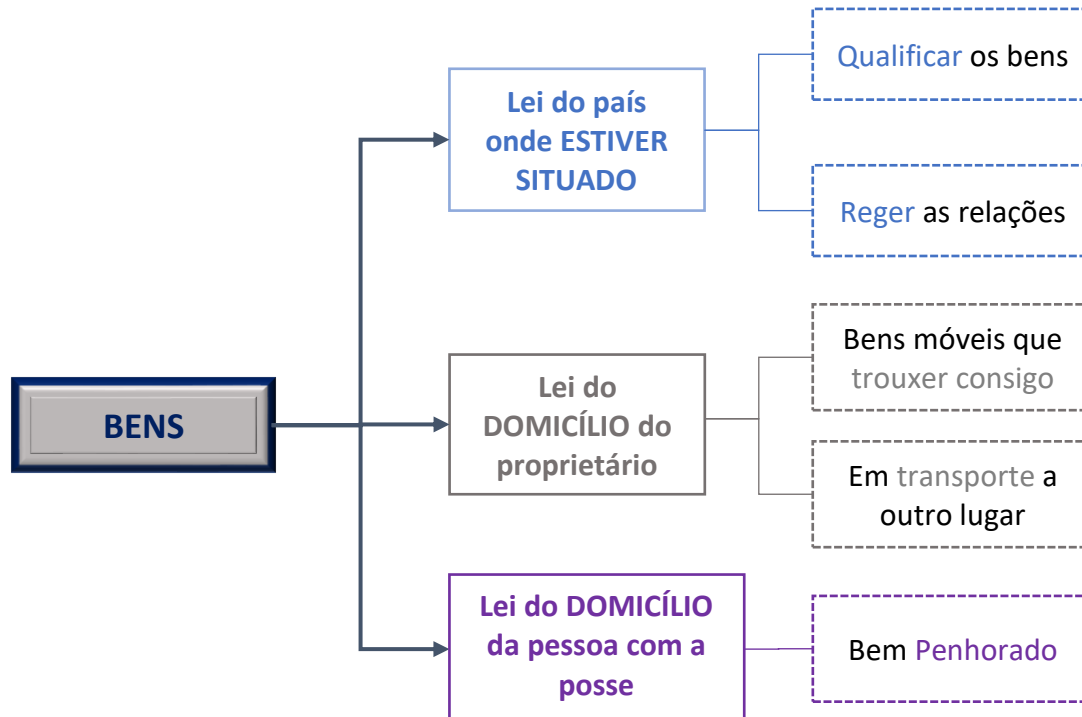 BENS
Lei do país
onde ESTIVER
SITUADO
Qualificar os bens
Reger as relações
Lei do
DOMICÍLIO do
proprietário
Bens móveis que
trouxer consigo
Em transporte a
outro lugar
Lei do DOMICÍLIO
da pessoa com a
posse
Bem Penhorado